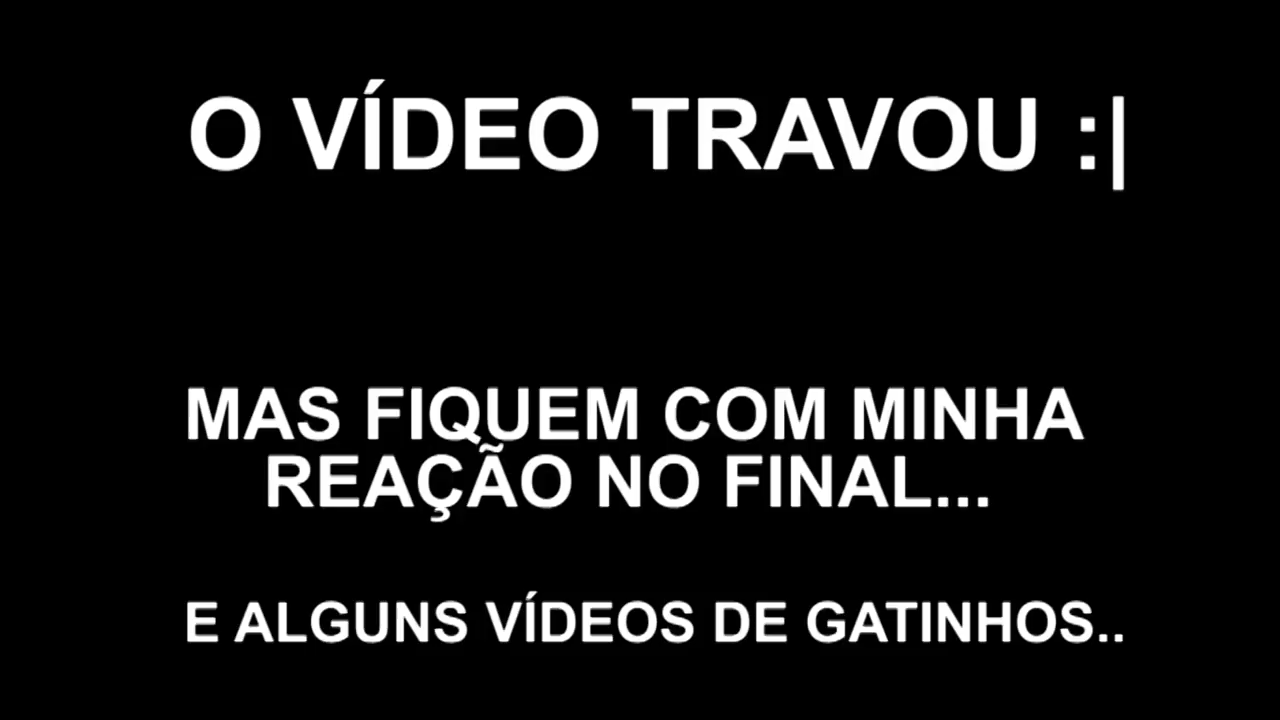 O VÍDEO TRAVOU :|
MAS FIQUEM COM MINHA
REAÇÃO NO FINAL...
E ALGUNS VÍDEOS DE GATINHOS..